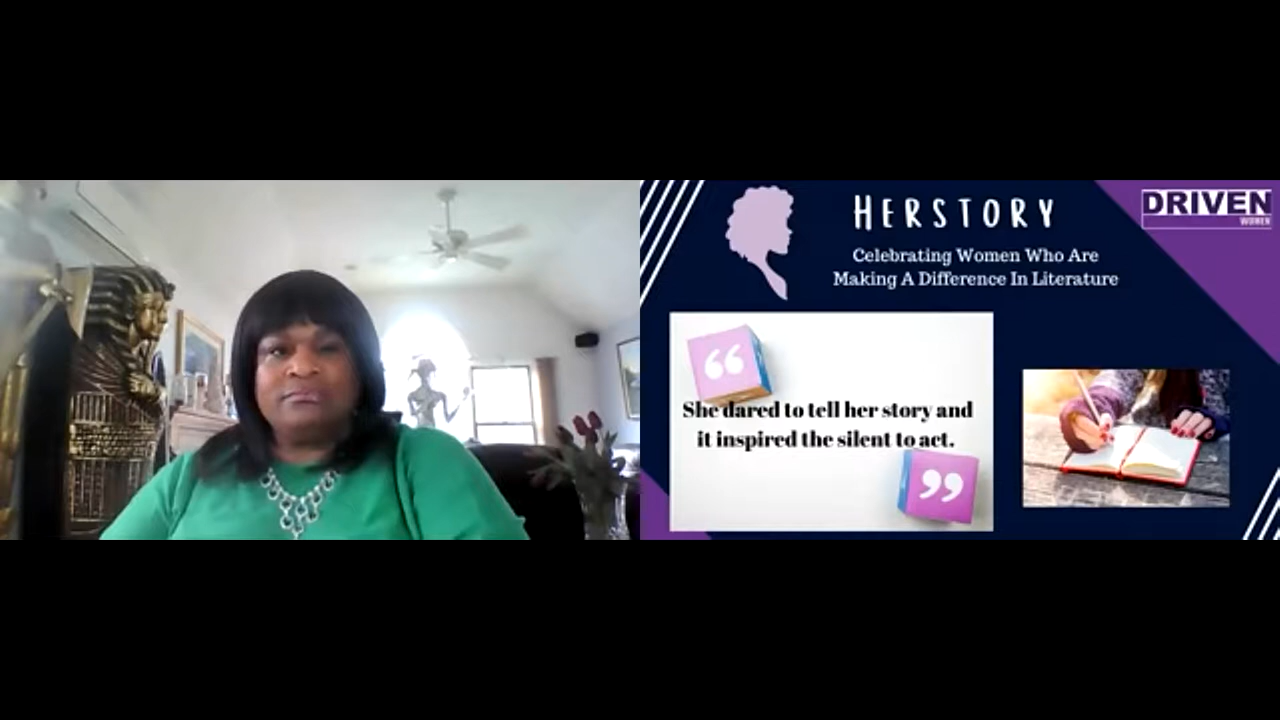 HERSTORY
DRIVEN
WOMEN
Celebrating Women Who Are
Making A Difference In Literature
“
She dared to tell her story and
it inspired the silent to act.
”